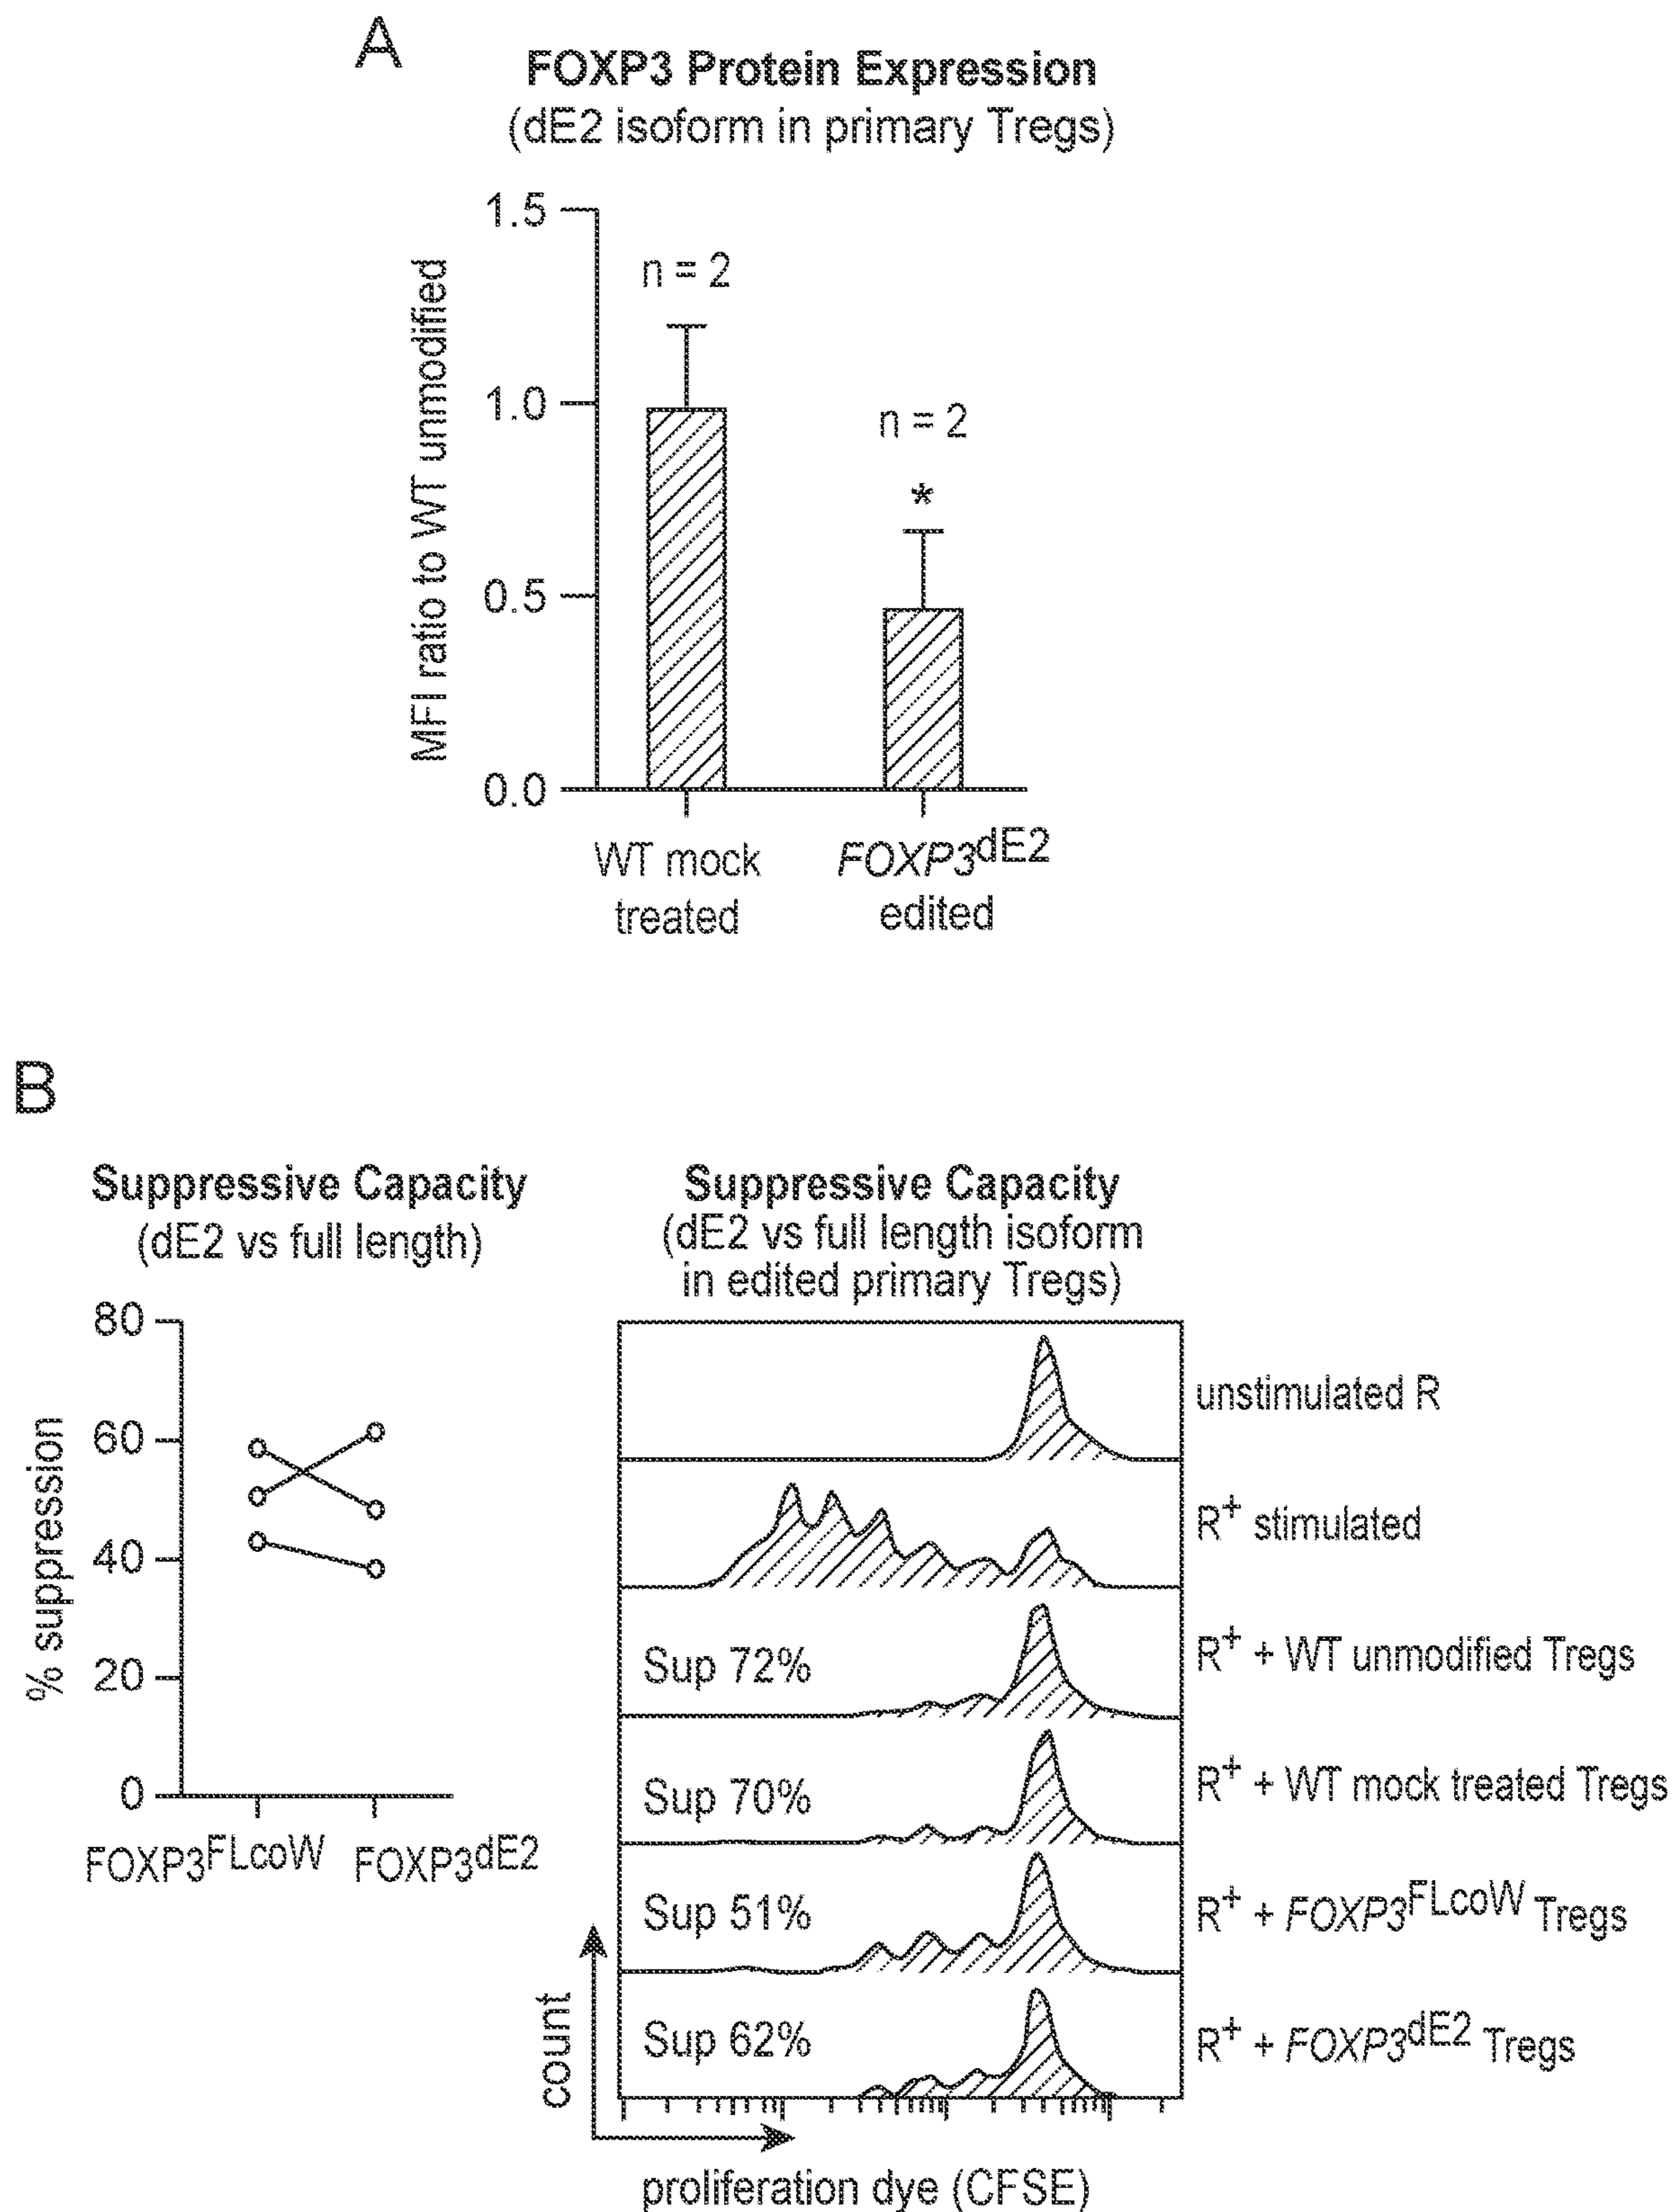 A
FOXP3 Protein Expression
(dE2 isoform in primary Tregs)
MFI ratio to WT unmodified
1.5
1.0
0.5
0.0
n = 2
n = 2
*
WT mock
treated
FOXP3dE2
edited
B
Suppressive Capacity
(dE2 vs full length)
% suppression
80
60
40
20
0
FOXP3FLcoW
FOXP3dE2
Suppressive Capacity
(dE2 vs full length isoform
in edited primary Tregs)
unstimulated R
R+ stimulated
Sup 72%
R+ + WT unmodified Tregs
Sup 70%
R+ + WT mock treated Tregs
Sup 51%
R+ + FOXP3FLcoW Tregs
Sup 62%
R+ + FOXP3dE2 Tregs
count
proliferation dye (CFSE)